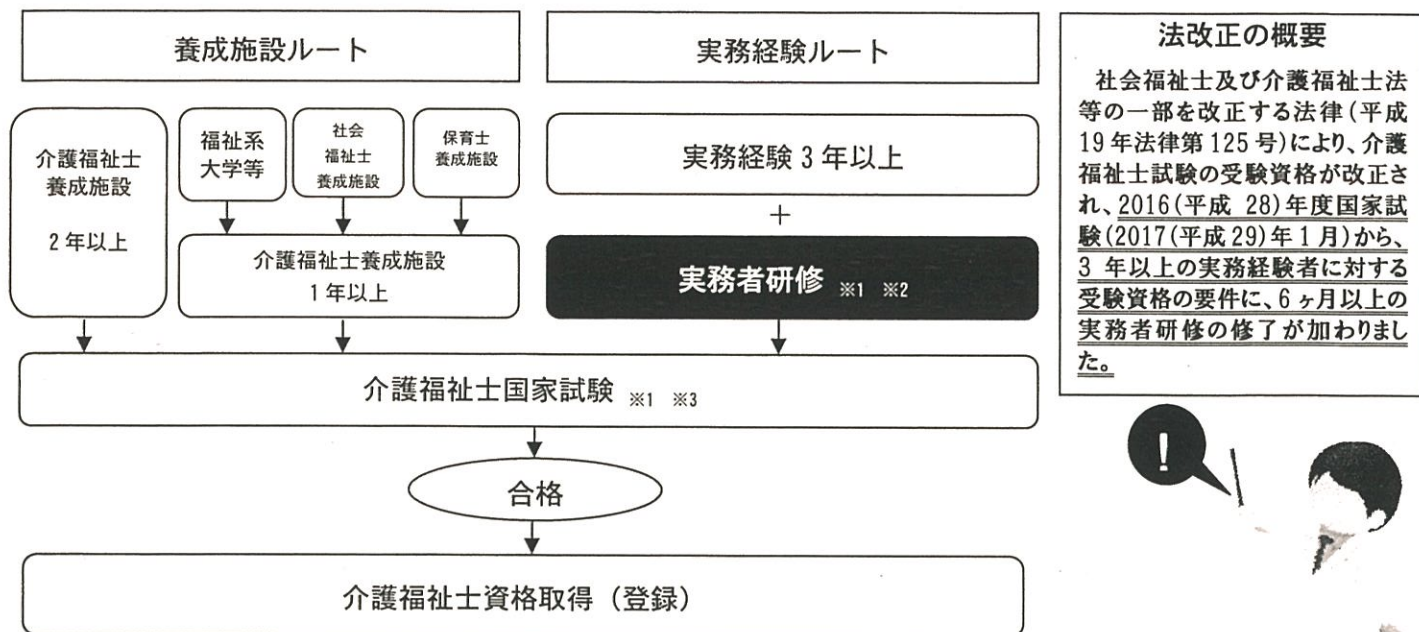 養成施設ルート
実務経験ルート
介護福祉士
養成施設
2年以上
福祉系
大学等
社会
福祉士
養成施設
保育士
養成施設
介護福祉士養成施設
1年以上
実務経験3年以上
+
実務者研修 ※1 ※2
介護福祉士国家試験 ※1 ※3
合格
介護福祉士資格取得（登録）
法改正の概要
社会福祉士及び介護福祉士法
等の一部を改正する法律(平成
19年法律第125号)により、介護
福祉士試験の受験資格が改正さ
れ、2016(平成 28)年度国家試
験(2017(平成29)年1月)から、
3 年以上の実務経験者に対する
受験資格の要件に、6ヶ月以上の
実務者研修の修了が加わりまし
た。
!